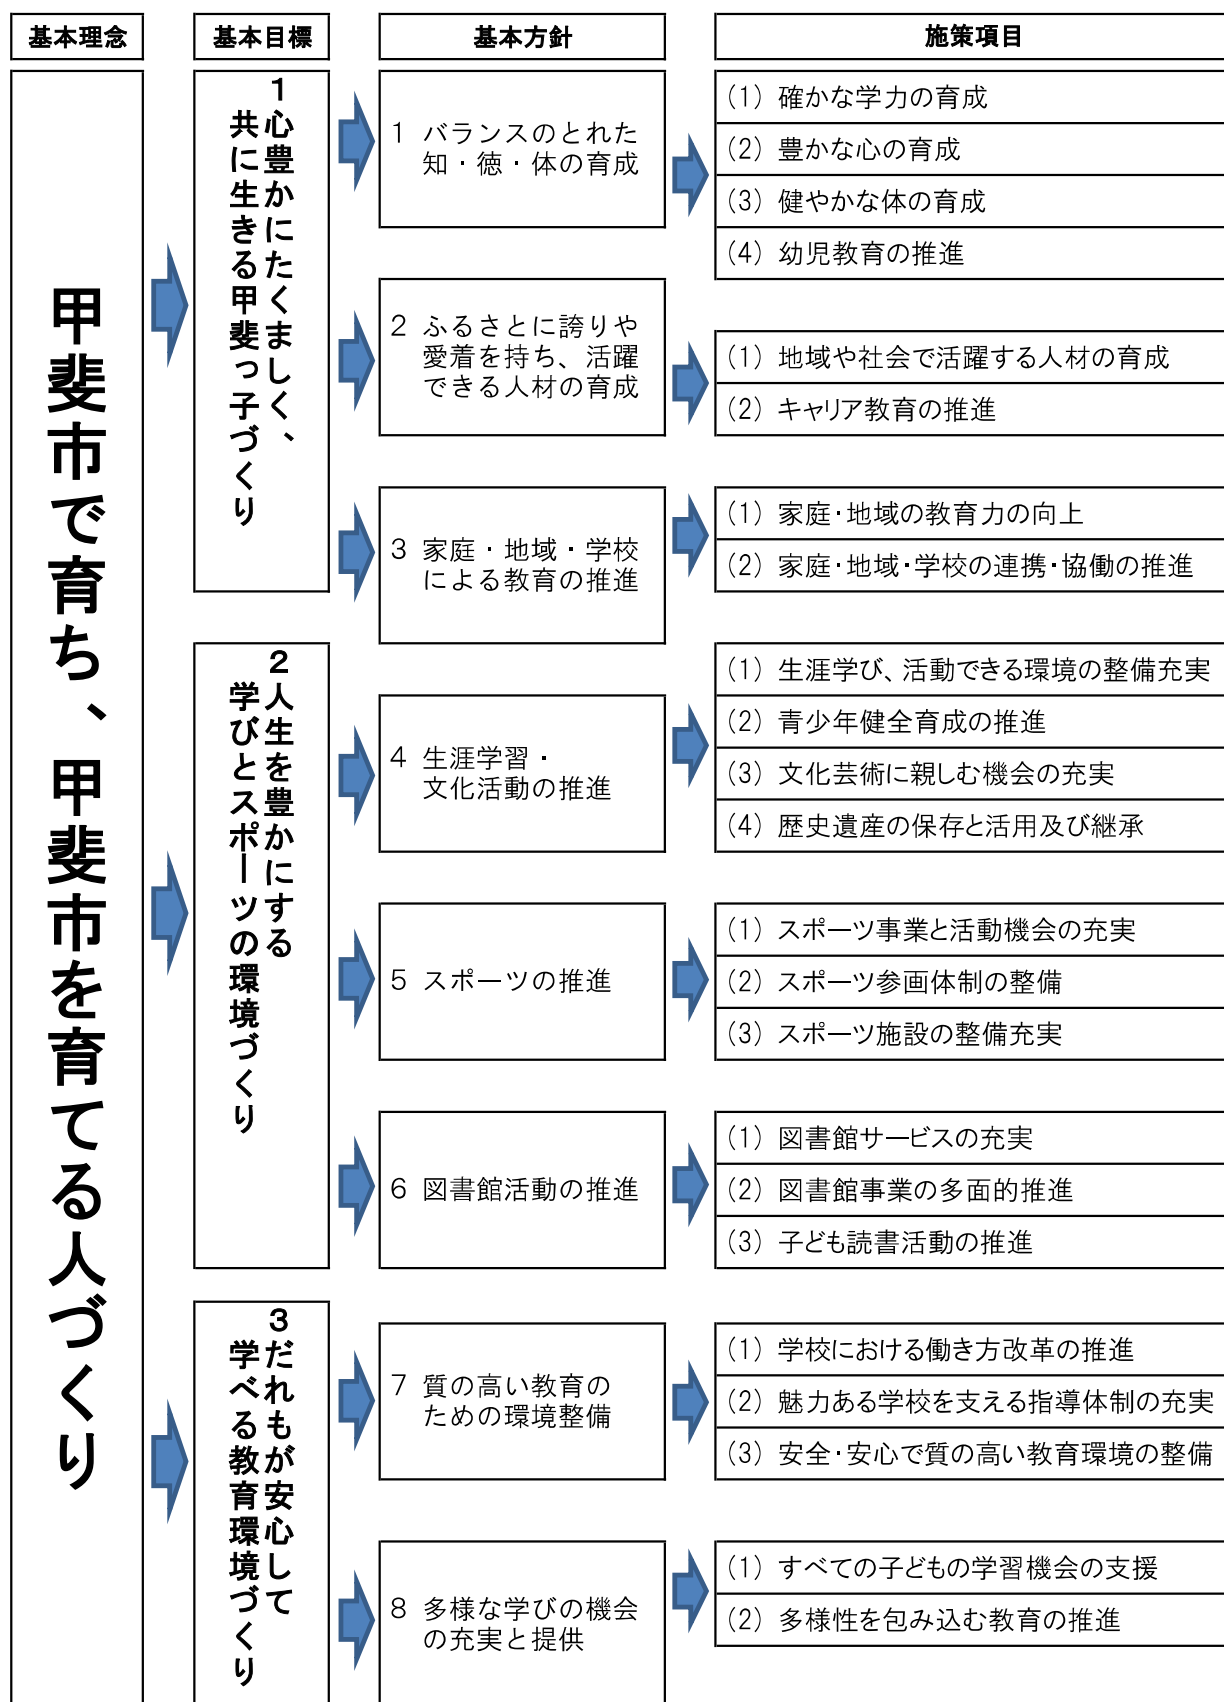 基本理念
基本目標
基本方針
施策項目
甲斐市で育ち、甲斐市を育てる人づくり
1心豊かにたくましく、
共に生きる甲斐っ子づくり
1 バランスのとれた
知・徳・体の育成
(1) 確かな学力の育成
(2) 豊かな心の育成
(3) 健やかな体の育成
(4) 幼児教育の推進
2 ふるさとに誇りや
愛着を持ち、活躍
できる人材の育成
(1) 地域や社会で活躍する人材の育成
(2) キャリア教育の推進
3 家庭・地域・学校
による教育の推進
(1) 家庭・地域の教育力の向上
(2) 家庭・地域・学校の連携・協働の推進
2人生を豊かにする
学びとスポーツの環境づくり
4 生涯学習・
文化活動の推進
(1) 生涯学び、活動できる環境の整備充実
(2) 青少年健全育成の推進
(3) 文化芸術に親しむ機会の充実
(4) 歴史遺産の保存と活用及び継承
5 スポーツの推進
(1) スポーツ事業と活動機会の充実
(2) スポーツ参画体制の整備
(3) スポーツ施設の整備充実
6 図書館活動の推進
(1) 図書館サービスの充実
(2) 図書館事業の多面的推進
(3) 子ども読書活動の推進
3だれもが安心して
学べる教育環境づくり
7 質の高い教育の
ための環境整備
(1) 学校における働き方改革の推進
(2) 魅力ある学校を支える指導体制の充実
(3) 安全・安心で質の高い教育環境の整備
8 多様な学びの機会
の充実と提供
(1) すべての子どもの学習機会の支援
(2) 多様性を包み込む教育の推進